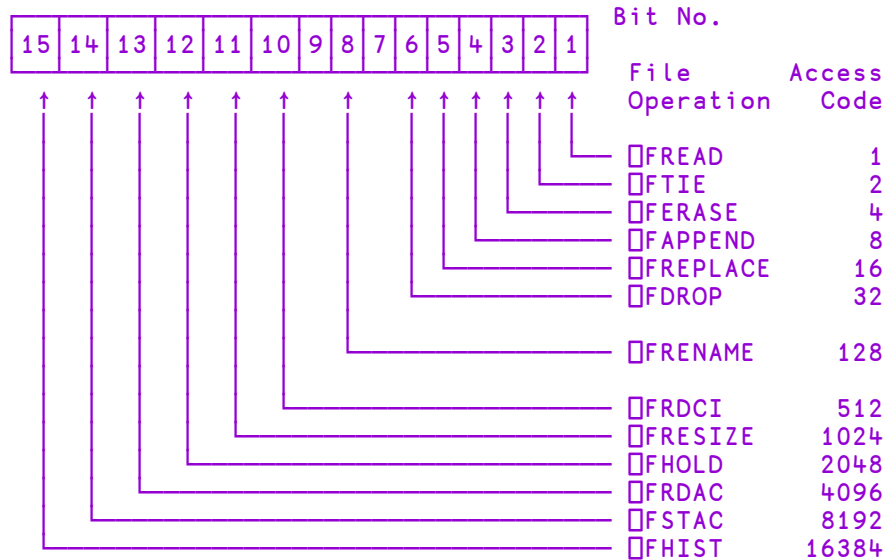 Bit No.
15 14 13 12 11 10 9 8 7 6 5 4 3 2 1
File Access
Operation Code
⎕FREAD 1
⎕FTIE 2
⎕FERASE 4
⎕FAPPEND 8
⎕FREPLACE 16
⎕FDROP 32
⎕FRENAME 128
⎕FRDCI 512
⎕FRESIZE 1024
⎕FHOLD 2048
⎕FRDAC 4096
⎕FSTAC 8192
⎕FHIST 16384